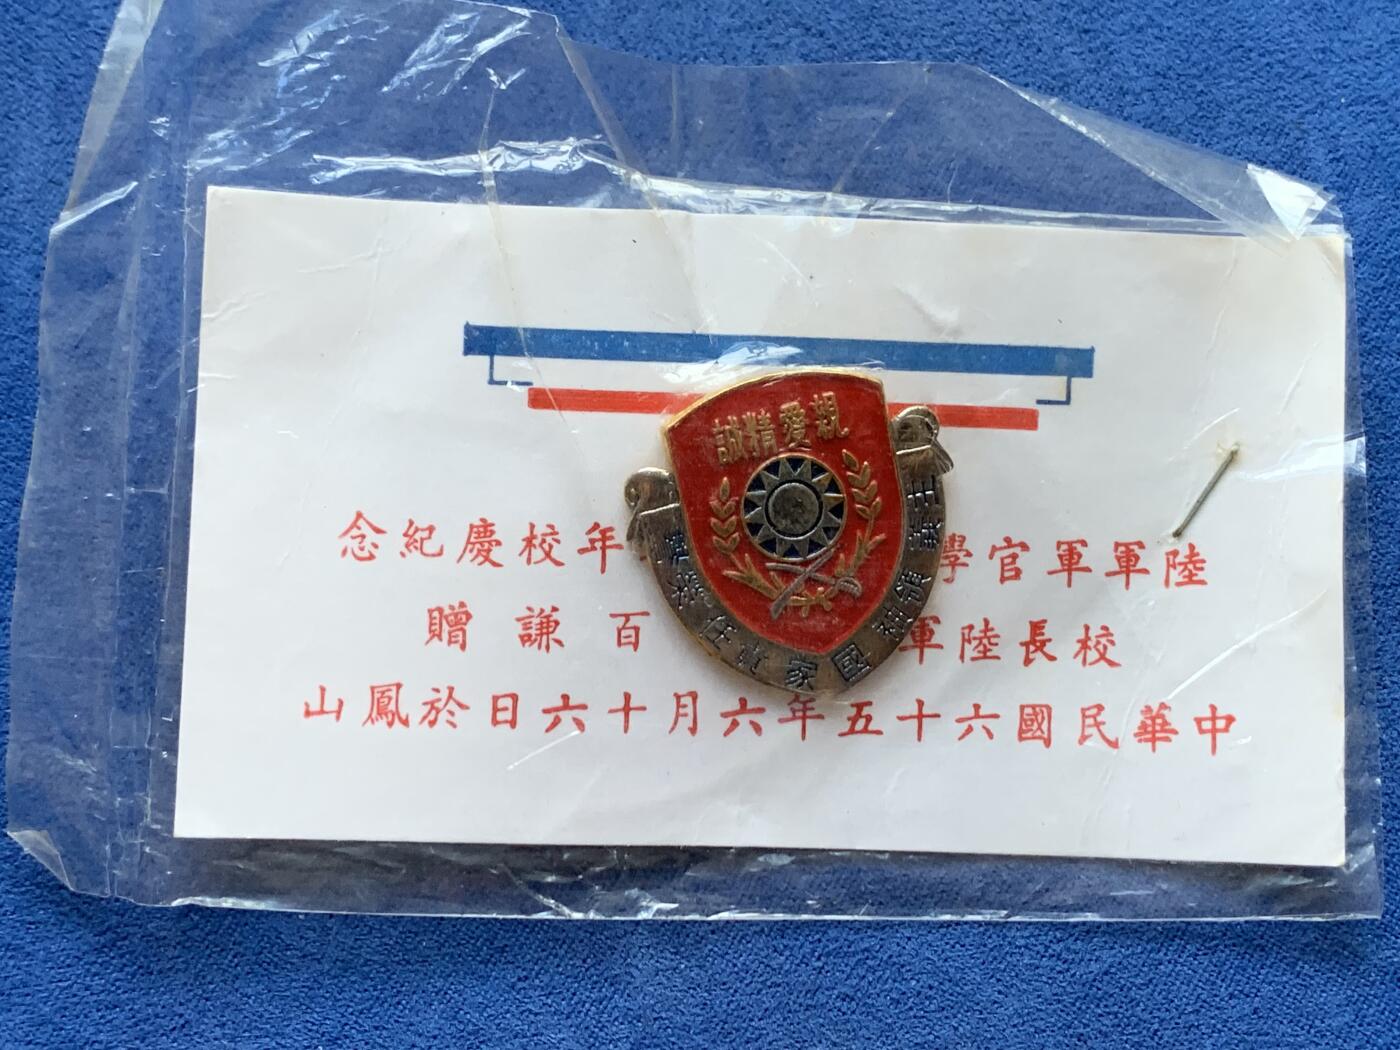 親愛精誠
主義 領袖 國家 責任 榮譽
陸軍軍官學 年校慶紀念
校長陸軍 百謙贈
中華民國六十五年六月十六日於鳳山